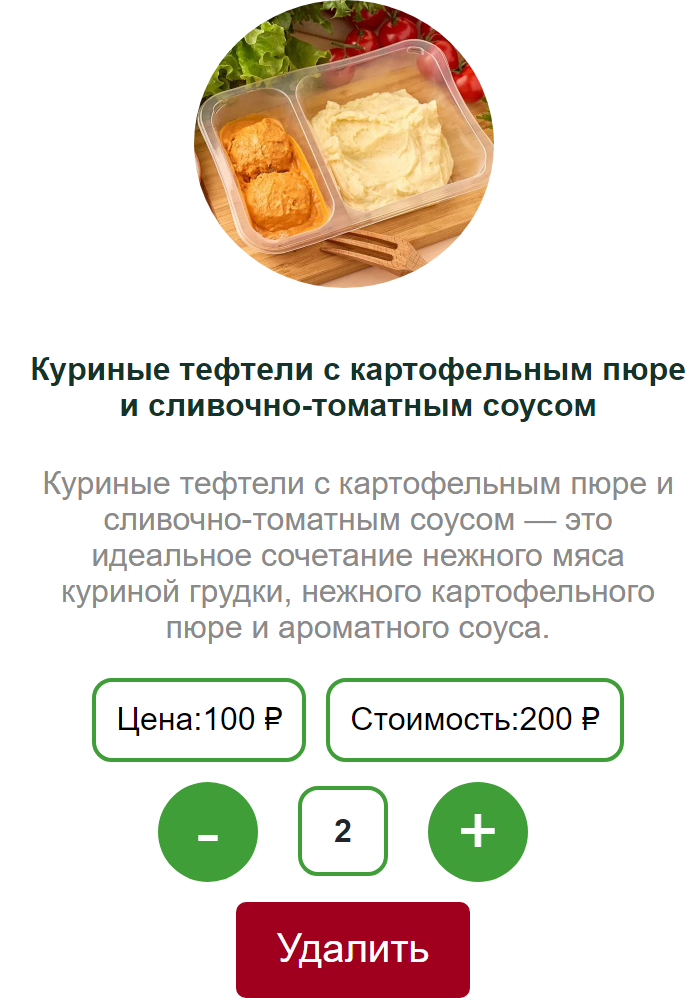 Куриные тефтели с картофельным пюре
и сливочно-томатным соусом
Куриные тефтели с картофельным пюре и
сливочно-томатным соусом — это
идеальное сочетание нежного мяса
куриной грудки, нежного картофельного
пюре и ароматного соуса.
Цена:100 ₽ Стоимость:200 ₽
- 2 +
Удалить